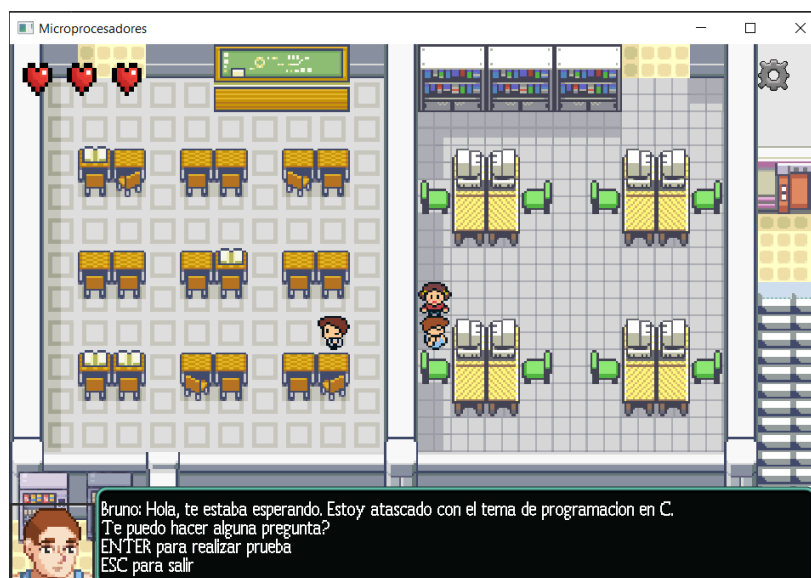 Microprocesadores
Bruno: Hola, te estaba esperando. Estoy atascado con el tema de programacion en C.
Te puedo hacer alguna pregunta?
ENTER para realizar prueba
ESC para salir